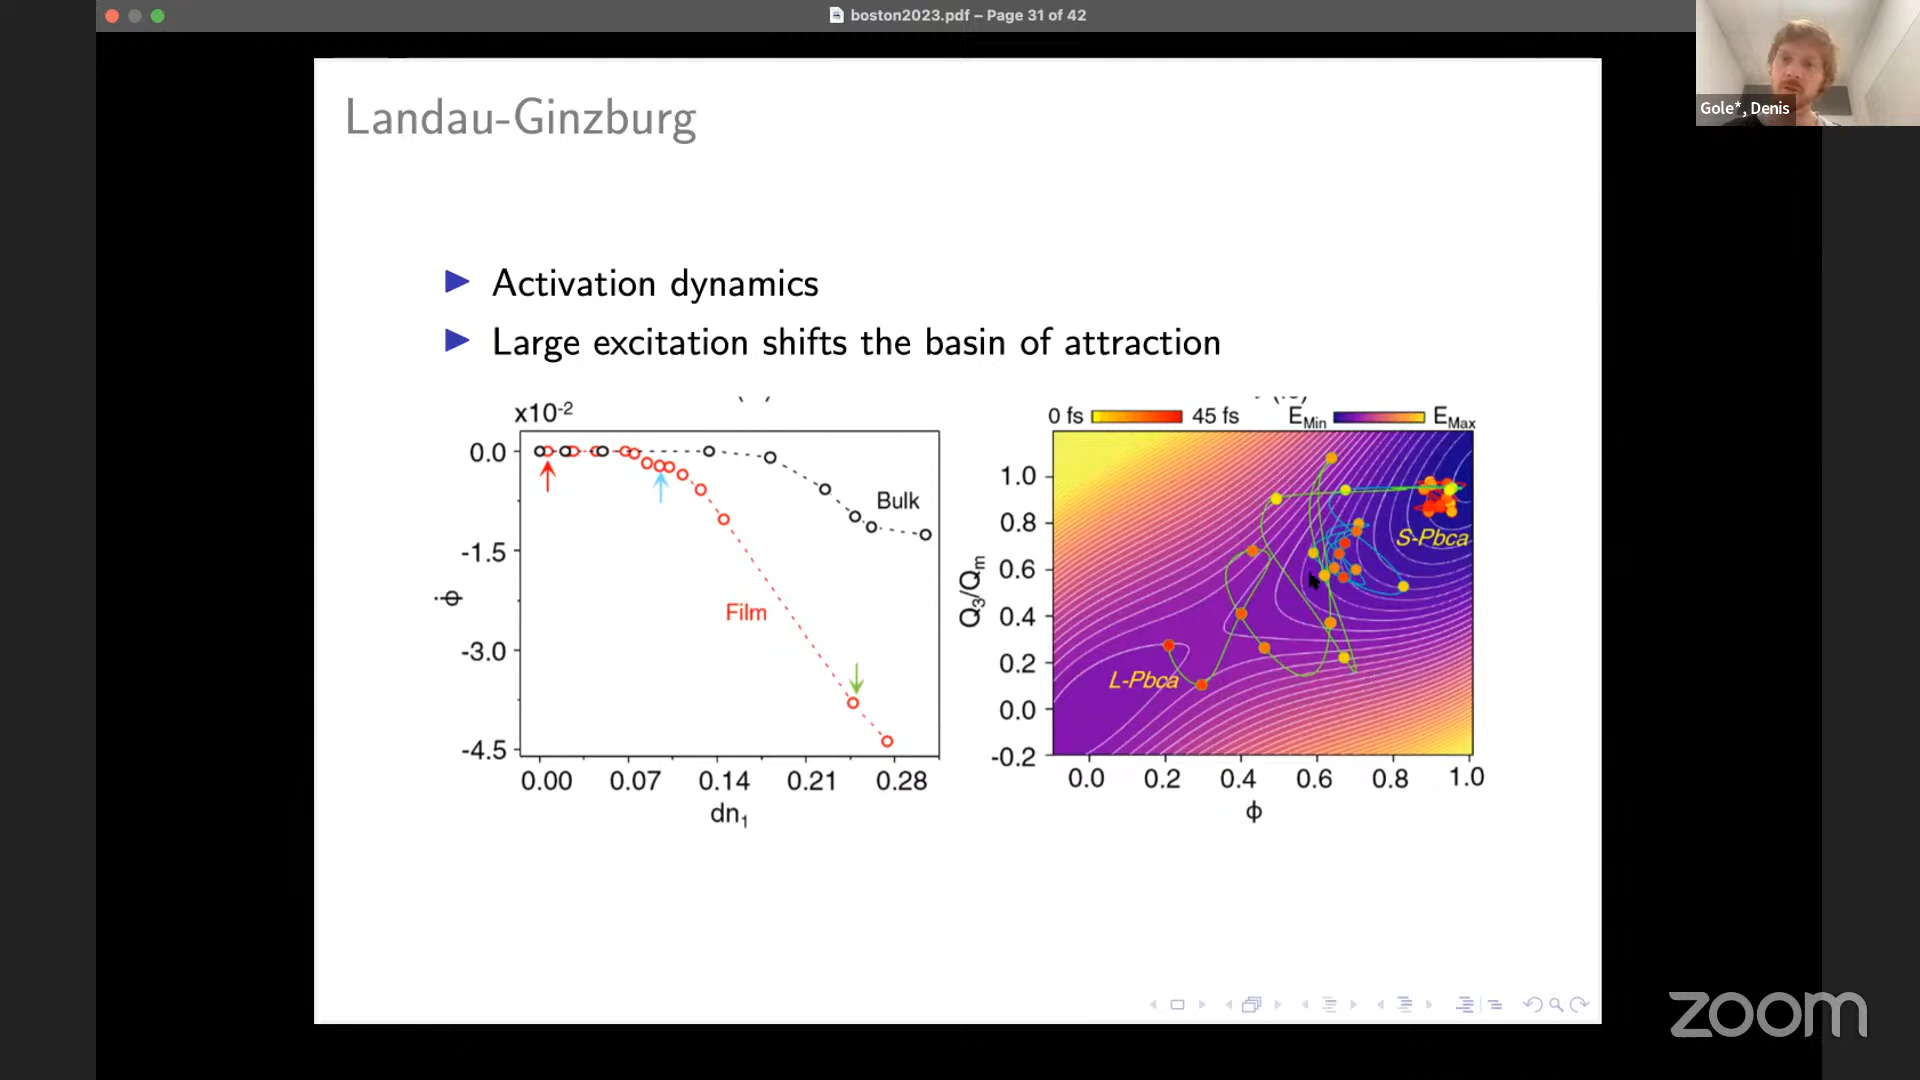 boston2023.pdf – Page 31 of 42
Gole*, Denis
Landau-Ginzburg
Activation dynamics
Large excitation shifts the basin of attraction
x10-2
0.0
-1.5
-3.0
-4.5
ϕ̇
Bulk
Film
0.00 0.07 0.14 0.21 0.28
dn1
0 fs 45 fs EMin EMax
1.0
0.8
0.6
0.4
0.2
0.0
-0.2
Q3/Qm
S-Pbca
L-Pbca
0.0 0.2 0.4 0.6 0.8 1.0
ϕ
zoom